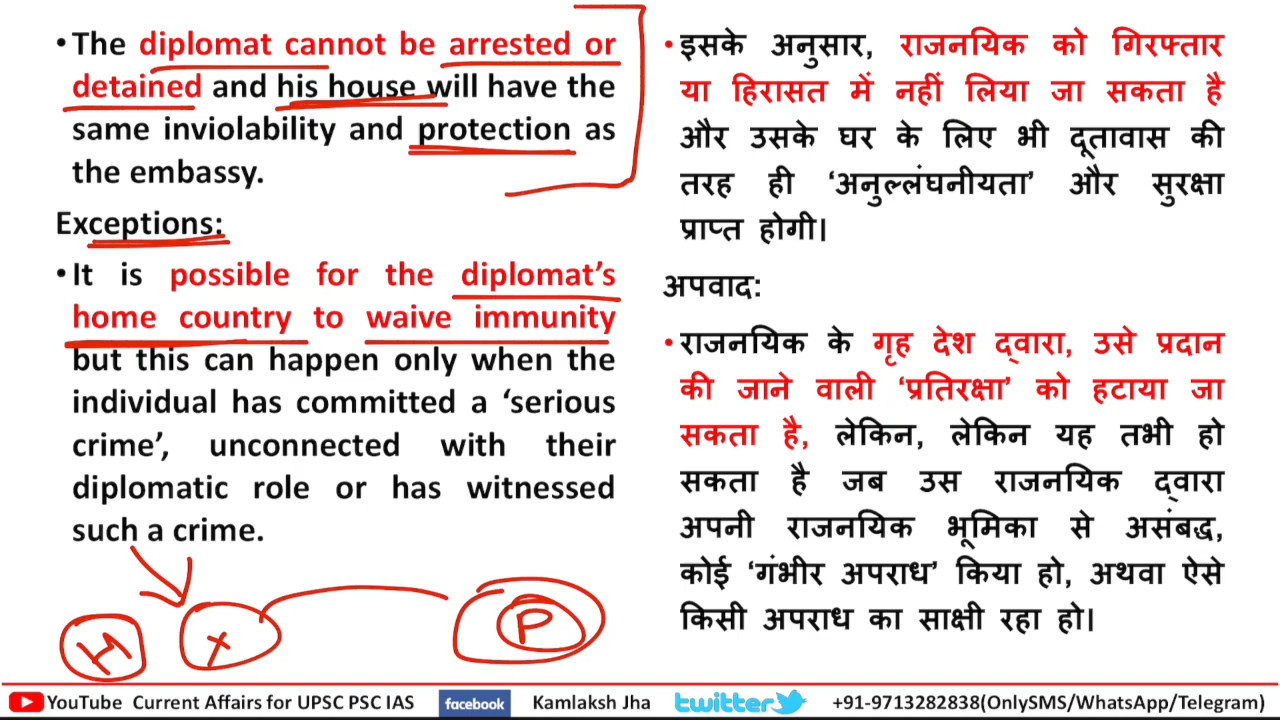 • The diplomat cannot be arrested or
detained and his house will have the
same inviolability and protection as
the embassy.
Exceptions:
• It is possible for the diplomat's
home country to waive immunity
but this can happen only when the
individual has committed a 'serious
crime', unconnected with their
diplomatic role or has witnessed
such a crime.
H X P
• इसके अनुसार, राजनयिक को गिरफ्तार
या हिरासत में नहीं लिया जा सकता है
और उसके घर के लिए भी दूतावास की
तरह ही 'अनुल्लंघनीयता' और सुरक्षा
प्राप्त होगी।
अपवाद:
• राजनयिक के गृह देश द्वारा, उसे प्रदान
की जाने वाली 'प्रतिरक्षा' को हटाया जा
सकता है, लेकिन, लेकिन यह तभी हो
सकता है जब उस राजनयिक द्वारा
अपनी राजनयिक भूमिका से असंबद्ध,
कोई 'गंभीर अपराध' किया हो, अथवा ऐसे
किसी अपराध का साक्षी रहा हो।
YouTube Current Affairs for UPSC PSC IAS facebook Kamlaksh Jha twitter +91-9713282838(OnlySMS/WhatsApp/Telegram)